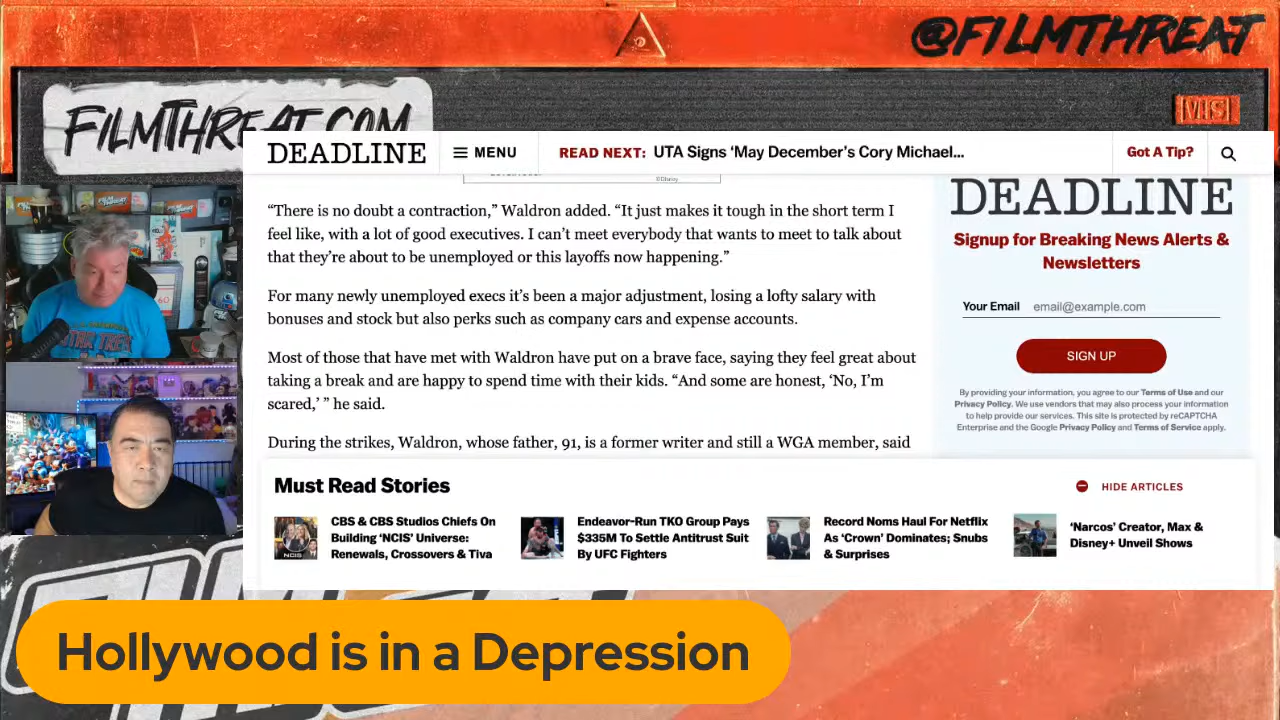 @FILMTHREAT
FILMTHREAT.COM
DEADLINE
MENU
READ NEXT: UTA Signs ‘May December’s Cory Michael...
Got A Tip?
©Disney
“There is no doubt a contraction,” Waldron added. “It just makes it tough in the short term I
feel like, with a lot of good executives. I can’t meet everybody that wants to meet to talk about
that they’re about to be unemployed or this layoffs now happening.”
For many newly unemployed execs it’s been a major adjustment, losing a lofty salary with
bonuses and stock but also perks such as company cars and expense accounts.
Most of those that have met with Waldron have put on a brave face, saying they feel great about
taking a break and are happy to spend time with their kids. “And some are honest, ‘No, I’m
scared,’ ” he said.
During the strikes, Waldron, whose father, 91, is a former writer and still a WGA member, said
DEADLINE
Signup for Breaking News Alerts &
Newsletters
Your Email email@example.com
SIGN UP
By providing your information, you agree to our Terms of Use and our
Privacy Policy. We use vendors that may also process your information
to help provide our services. This site is protected by reCAPTCHA
Enterprise and the Google Privacy Policy and Terms of Service apply.
Must Read Stories
HIDE ARTICLES
CBS & CBS Studios Chiefs On
Building ‘NCIS’ Universe:
Renewals, Crossovers & Tiva
Endeavor-Run TKO Group Pays
$335M To Settle Antitrust Suit
By UFC Fighters
Record Noms Haul For Netflix
As ‘Crown’ Dominates; Snubs
& Surprises
‘Narcos’ Creator, Max &
Disney+ Unveil Shows
Hollywood is in a Depression